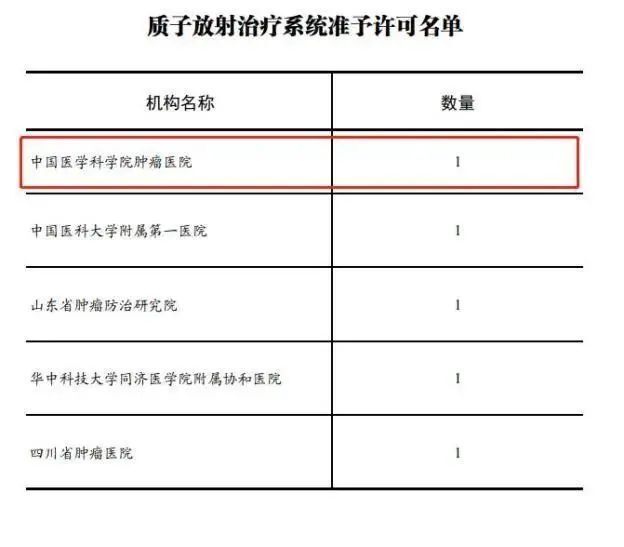 质子放射治疗系统准予许可名单
机构名称 数量
中国医学科学院肿瘤医院 1
中国医科大学附属第一医院 1
山东省肿瘤防治研究院 1
华中科技大学同济医学院附属协和医院 1
四川省肿瘤医院 1